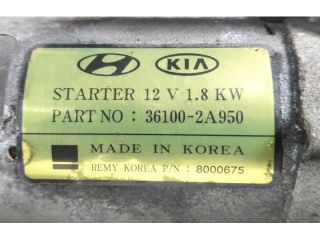 KIA
STARTER 12 V 1.8 KW
PART NO : 36100-2A950
MADE IN KOREA
REMY KOREA P/N : 8000675